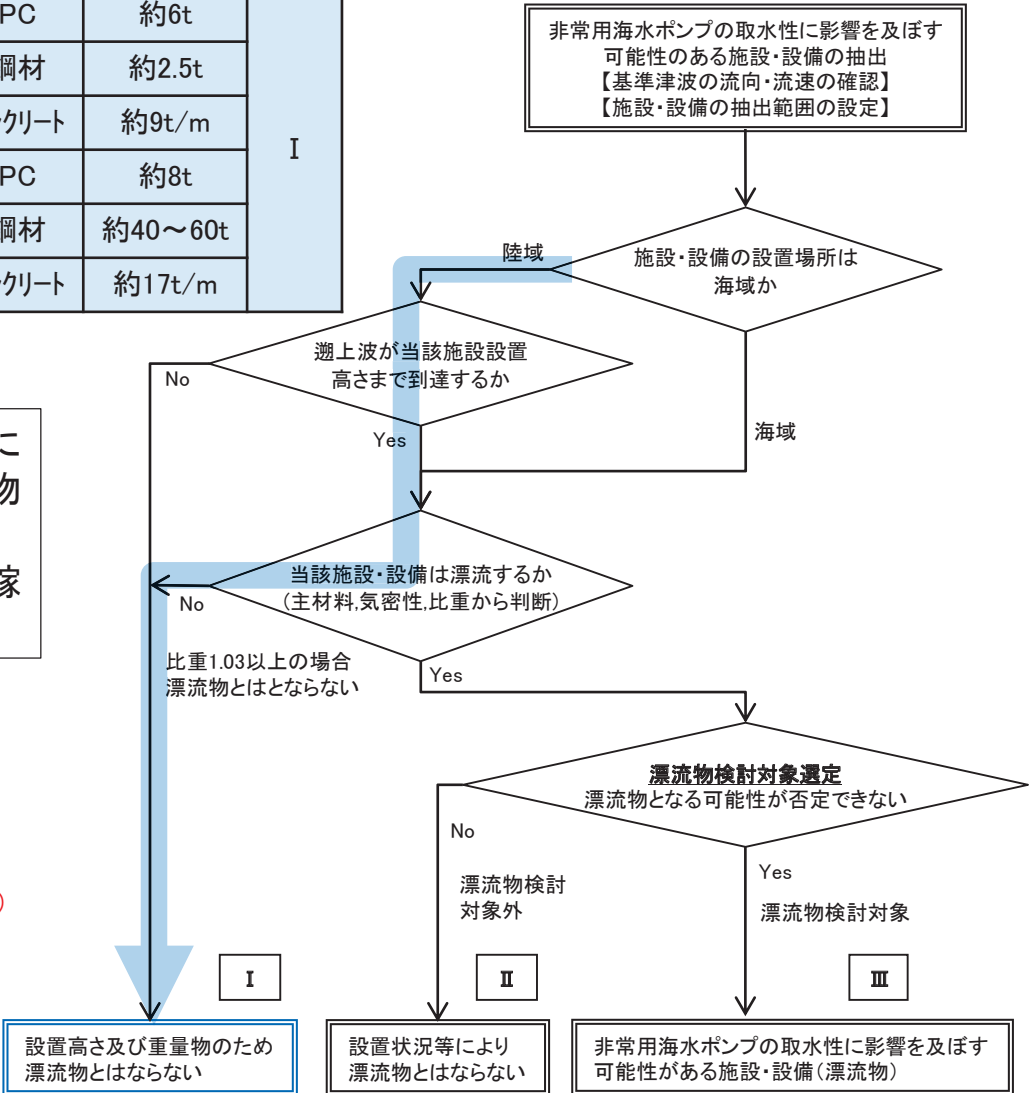 PC 約6t
鋼材 約2.5t
クリート 約9t/m
I
PC 約8t
鋼材 約40～60t
クリート 約17t/m
に
物
嫁
)
非常用海水ポンプの取水性に影響を及ぼす
可能性のある施設・設備の抽出
【基準津波の流向・流速の確認】
【施設・設備の抽出範囲の設定】
陸域
施設・設備の設置場所は
海域か
遡上波が当該施設設置
高さまで到達するか
No
Yes
海域
当該施設・設備は漂流するか
(主材料,気密性,比重から判断)
No
比重1.03以上の場合
漂流物とはとならない
Yes
漂流物検討対象選定
漂流物となる可能性が否定できない
No
漂流物検討
対象外
Yes
漂流物検討対象
I
Ⅱ
Ⅲ
設置高さ及び重量物のため
漂流物とはならない
設置状況等により
漂流物とはならない
非常用海水ポンプの取水性に影響を及ぼす
可能性がある施設・設備(漂流物)